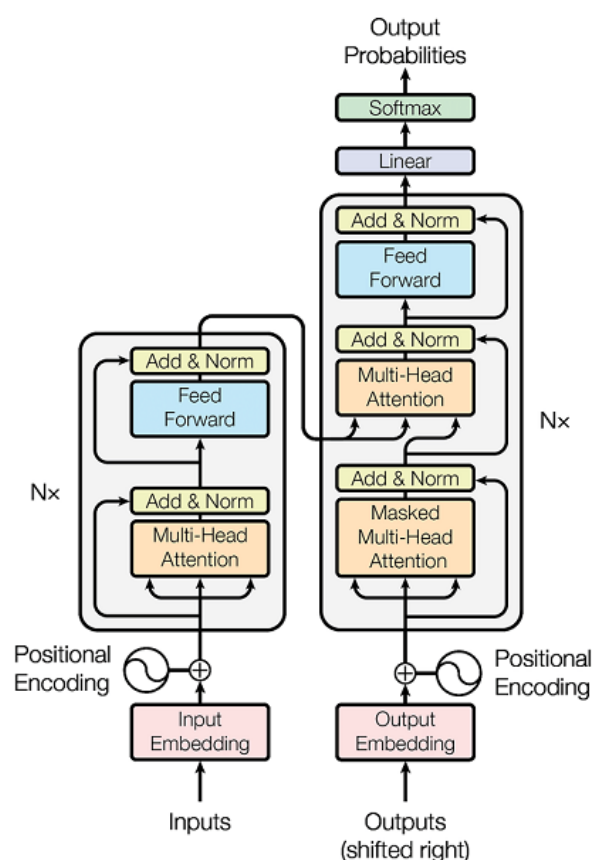 Output
Probabilities
Softmax
Linear
Add & Norm
Feed
Forward
Add & Norm
Multi-Head
Attention
Add & Norm
Masked
Multi-Head
Attention
Nx
Add & Norm
Feed
Forward
Add & Norm
Multi-Head
Attention
Nx
Positional
Encoding
Positional
Encoding
Input
Embedding
Output
Embedding
Inputs
Outputs
(shifted right)